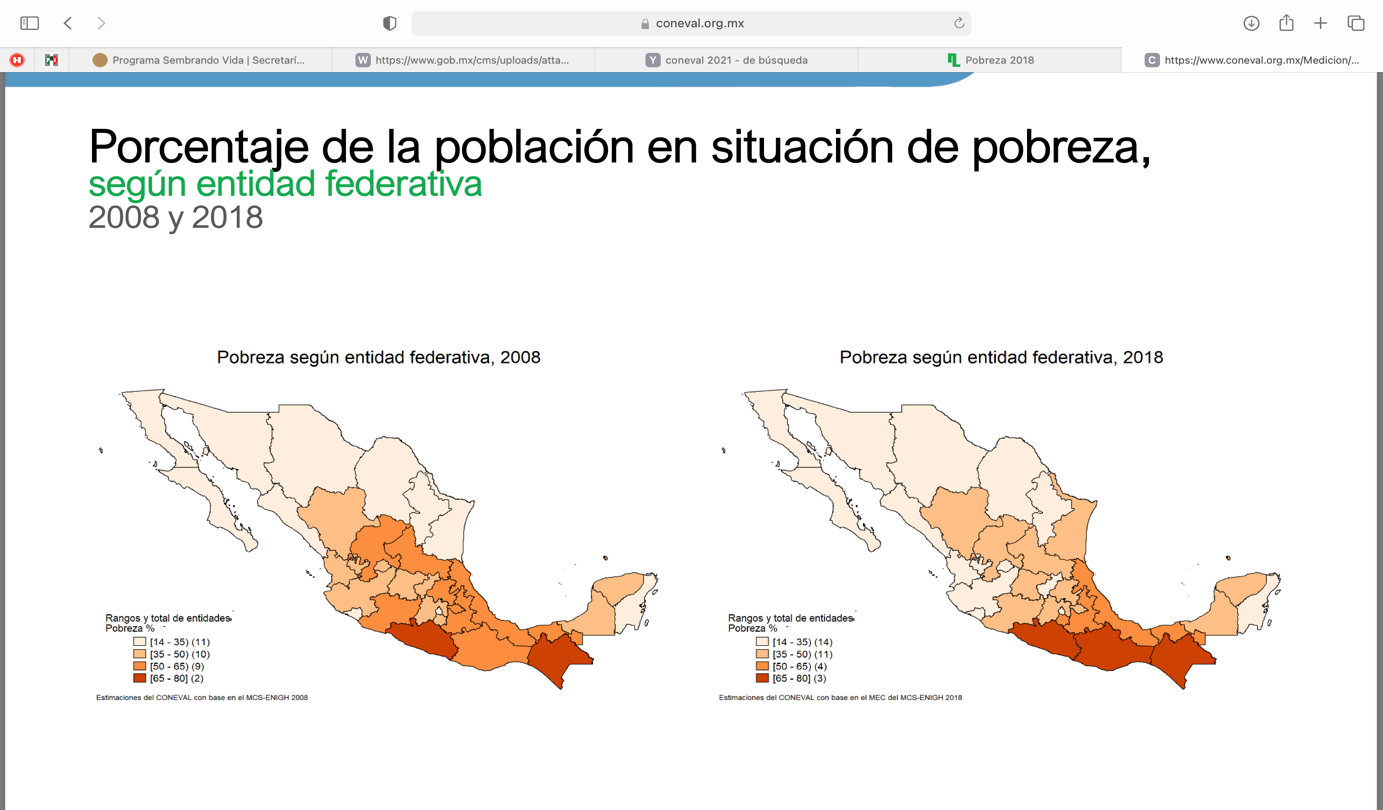 coneval.org.mx
Programa Sembrando Vida | Secretarí...
W https://www.gob.mx/cms/uploads/atta...
Y coneval 2021 - de búsqueda
Pobreza 2018
C https://www.coneval.org.mx/Medicion/...
Porcentaje de la población en situación de pobreza,
según entidad federativa
2008 y 2018
Pobreza según entidad federativa, 2008
Rangos y total de entidades
Pobreza %
[14 - 35) (11)
[35 - 50) (10)
[50 - 65) (9)
[65 - 80] (2)
Estimaciones del CONEVAL con base en el MCS-ENIGH 2008
Pobreza según entidad federativa, 2018
Rangos y total de entidades
Pobreza %
[14 - 35) (14)
[35 - 50) (11)
[50 - 65) (4)
[65 - 80] (3)
Estimaciones del CONEVAL con base en el MEC del MCS-ENIGH 2018